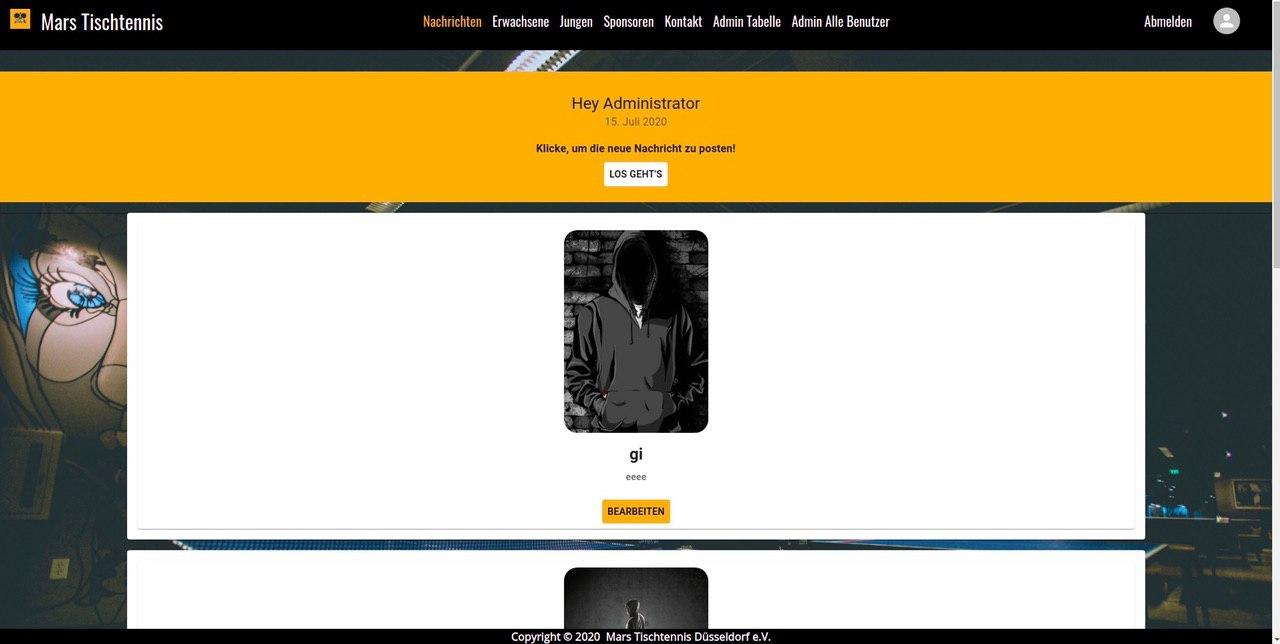 Mars Tischtennis
Nachrichten Erwachsene Jungen Sponsoren Kontakt Admin Tabelle Admin Alle Benutzer
Abmelden
Hey Administrator
15. Juli 2020
Klicke, um die neue Nachricht zu posten!
LOS GEHT'S
gi
eeee
BEARBEITEN
Copyright © 2020 Mars Tischtennis Düsseldorf e.V.